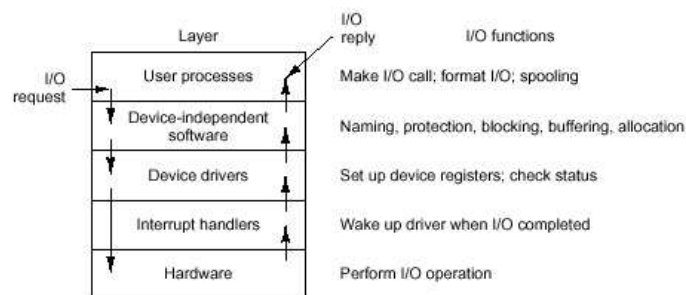 Layer
I/O
reply
I/O functions
I/O
request
User processes
Make I/O call; format I/O; spooling
Device-independent
software
Naming, protection, blocking, buffering, allocation
Device drivers
Set up device registers; check status
Interrupt handlers
Wake up driver when I/O completed
Hardware
Perform I/O operation